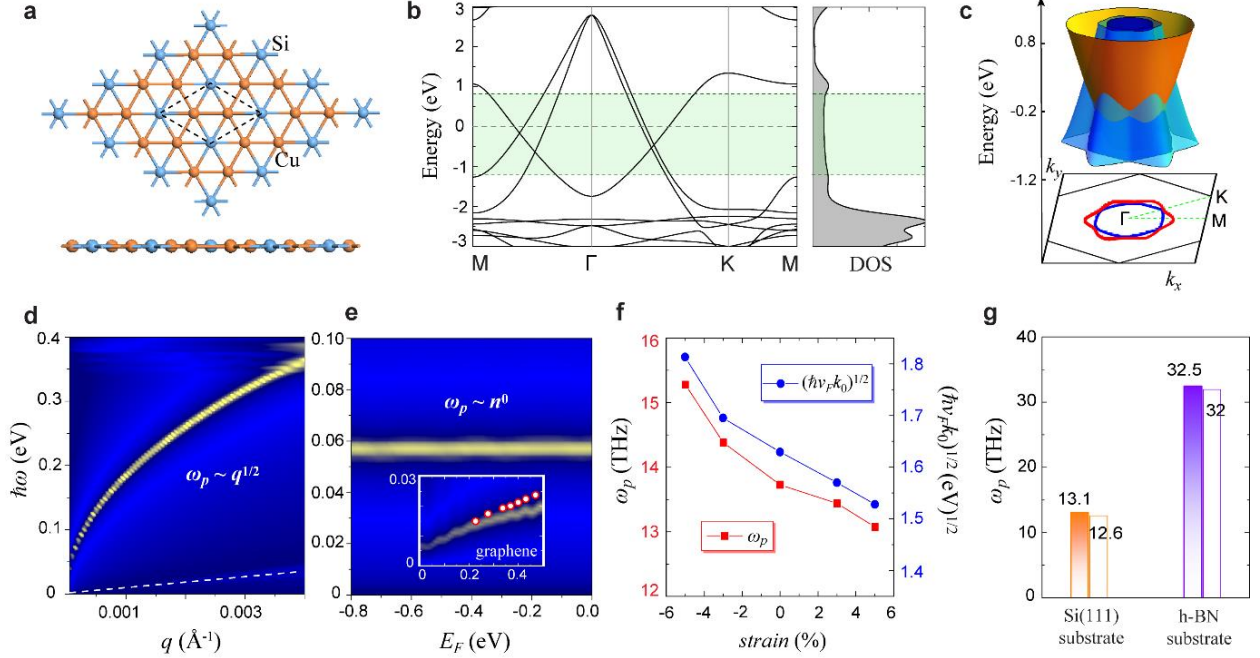 a
Si
Cu
b
Energy (eV)
3
2
1
0
-1
-2
-3
M
Γ
K
M
DOS
c
Energy (eV)
0.8
-0.2
-1.2
k_y
K
Γ
M
k_x
d
ħω (eV)
0.4
0.3
0.2
0.1
0
ω_p ~ q^{1/2}
0.001
0.003
q (Å⁻¹)
e
0.10
0.08
0.06
0.04
0.02
0.00
ω_p ~ n^0
0.03
0
graphene
0
0.2
0.4
-0.8
-0.6
-0.4
-0.2
0.0
E_F (eV)
f
ω_p (THz)
16
15
14
13
12
(ħv_Fk_0)^{1/2}
ω_p
1.8
1.7
1.6
1.5
1.4
(ħv_Fk_0)^{1/2} (eV)^{1/2}
-6
-4
-2
0
2
4
6
strain (%)
g
ω_p (THz)
40
30
20
10
0
13.1
12.6
32.5
32
Si(111)
substrate
h-BN
substrate